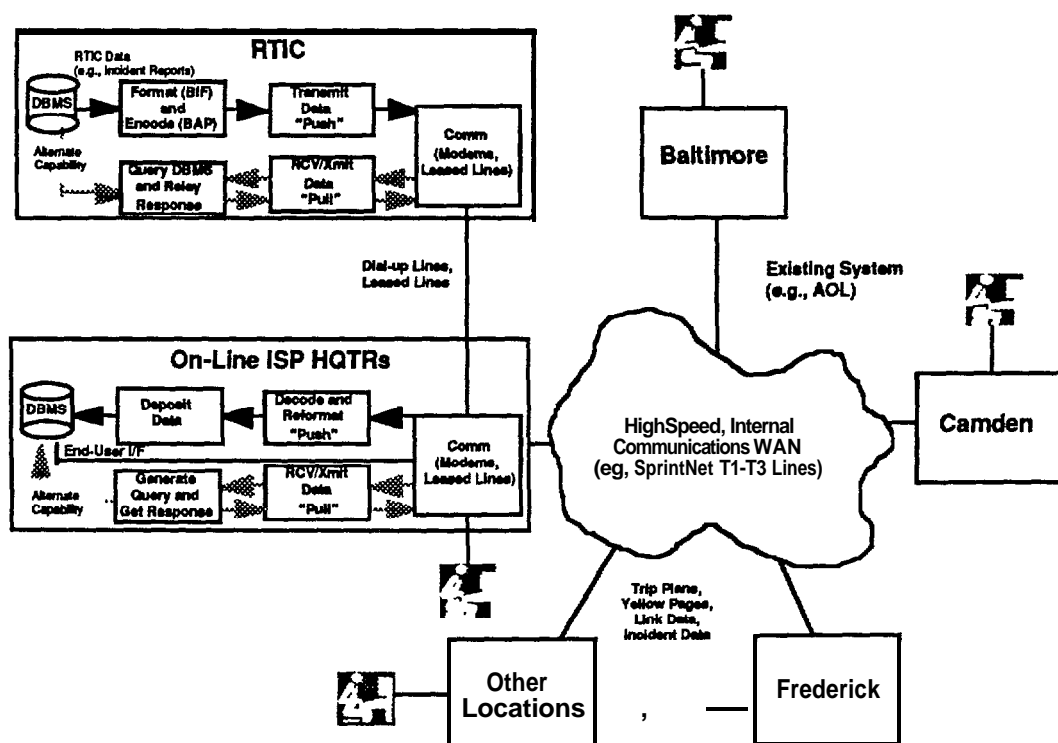 RTIC
RTIC Data
(e.g., Incident Reports)
DBMS
Format (BIF)
and
Encode (BAP)
Transmit
Data
"Push"
Comm
(Modems,
Leased Lines)
Alternate
Capability
Query DBMS
and Relay
Response
RCV/Xmit
Data
"Pull"
Baltimore
Dial-up Lines,
Leased Lines
Existing System
(e.g., AOL)
On-Line ISP HQTRs
DBMS
Deposit
Data
Decode and
Reformat
"Push"
Comm
(Modems,
Leased Lines)
End-User I/F
Alternate
Capability
Generate
Query and
Get Response
RCV/Xmit
Data
"Pull"
HighSpeed, Internal
Communications WAN
(eg, SprintNet T1-T3 Lines)
Camden
Trip Plans,
Yellow Pages,
Link Data,
Incident Data
Other
Locations
,
Frederick